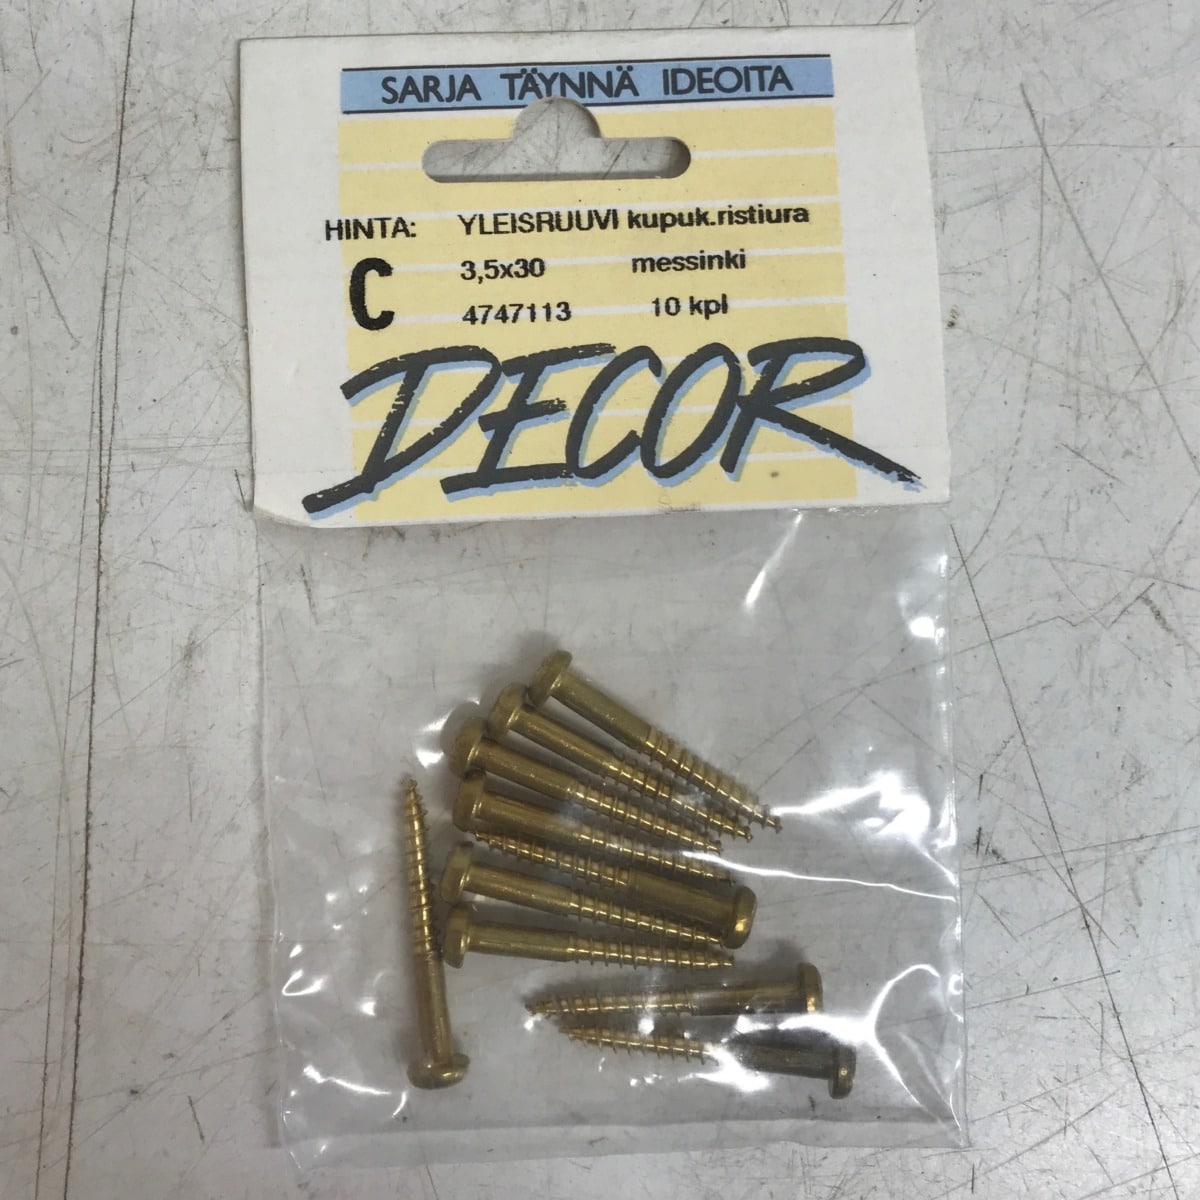 SARJA TÄYNNÄ IDEOITA
HINTA: YLEISRUUVI kupuk.ristiura
C 3,5x30 messinki
4747113 10 kpl
DECOR